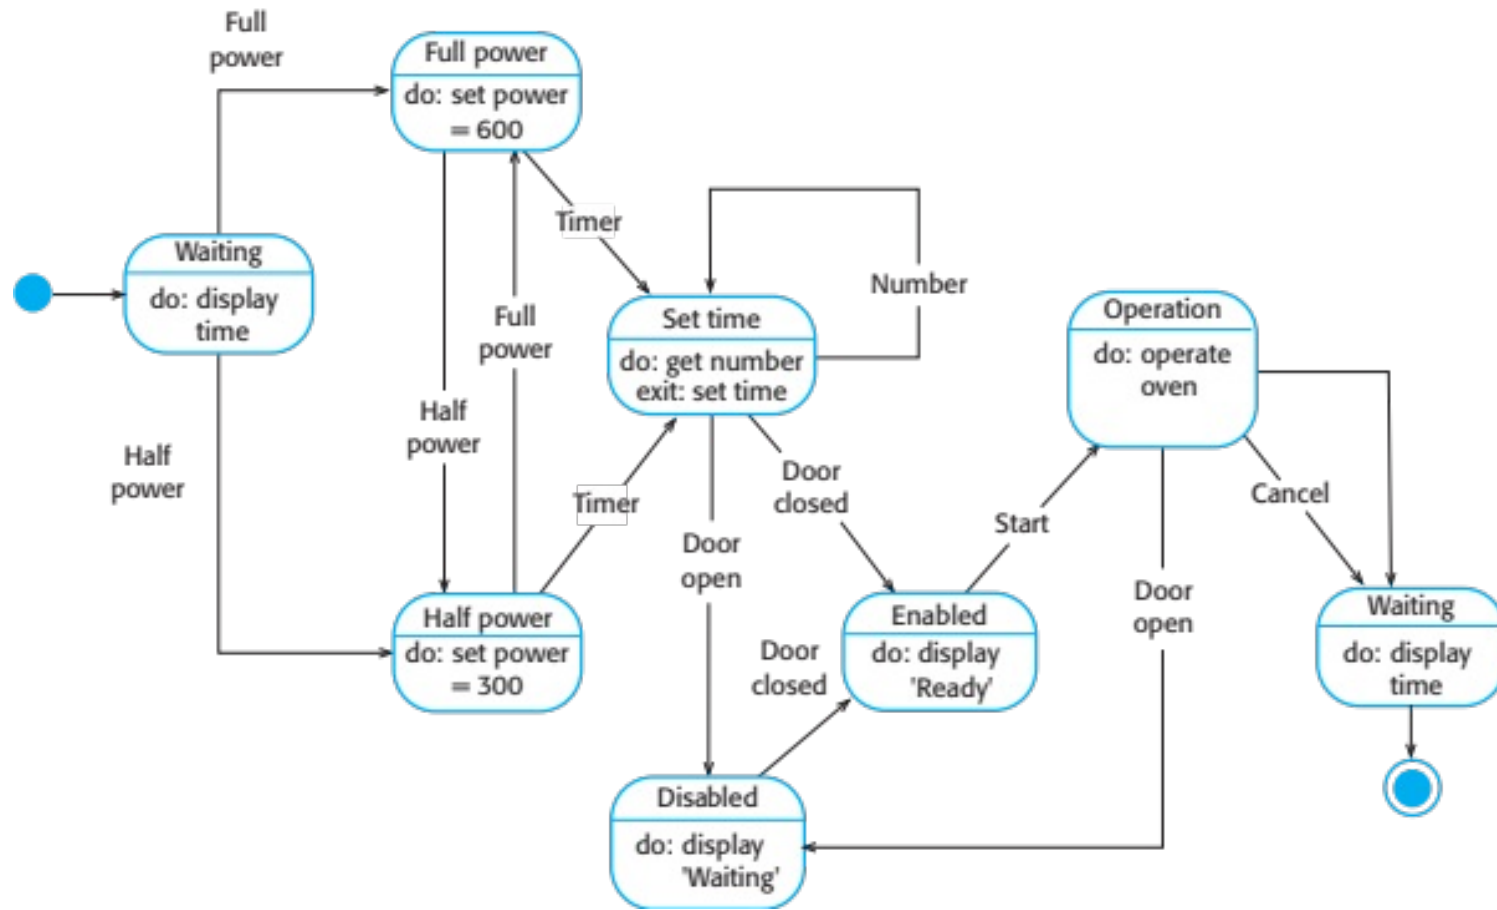 Full
power
Full power
do: set power
= 600
Timer
Waiting
do: display
time
Number
Full
power
Set time
do: get number
exit: set time
Operation
do: operate
oven
Half
power
Half
power
Door
closed
Timer
Cancel
Start
Door
open
Door
open
Half power
do: set power
= 300
Enabled
do: display
'Ready'
Door
closed
Waiting
do: display
time
Disabled
do: display
'Waiting'